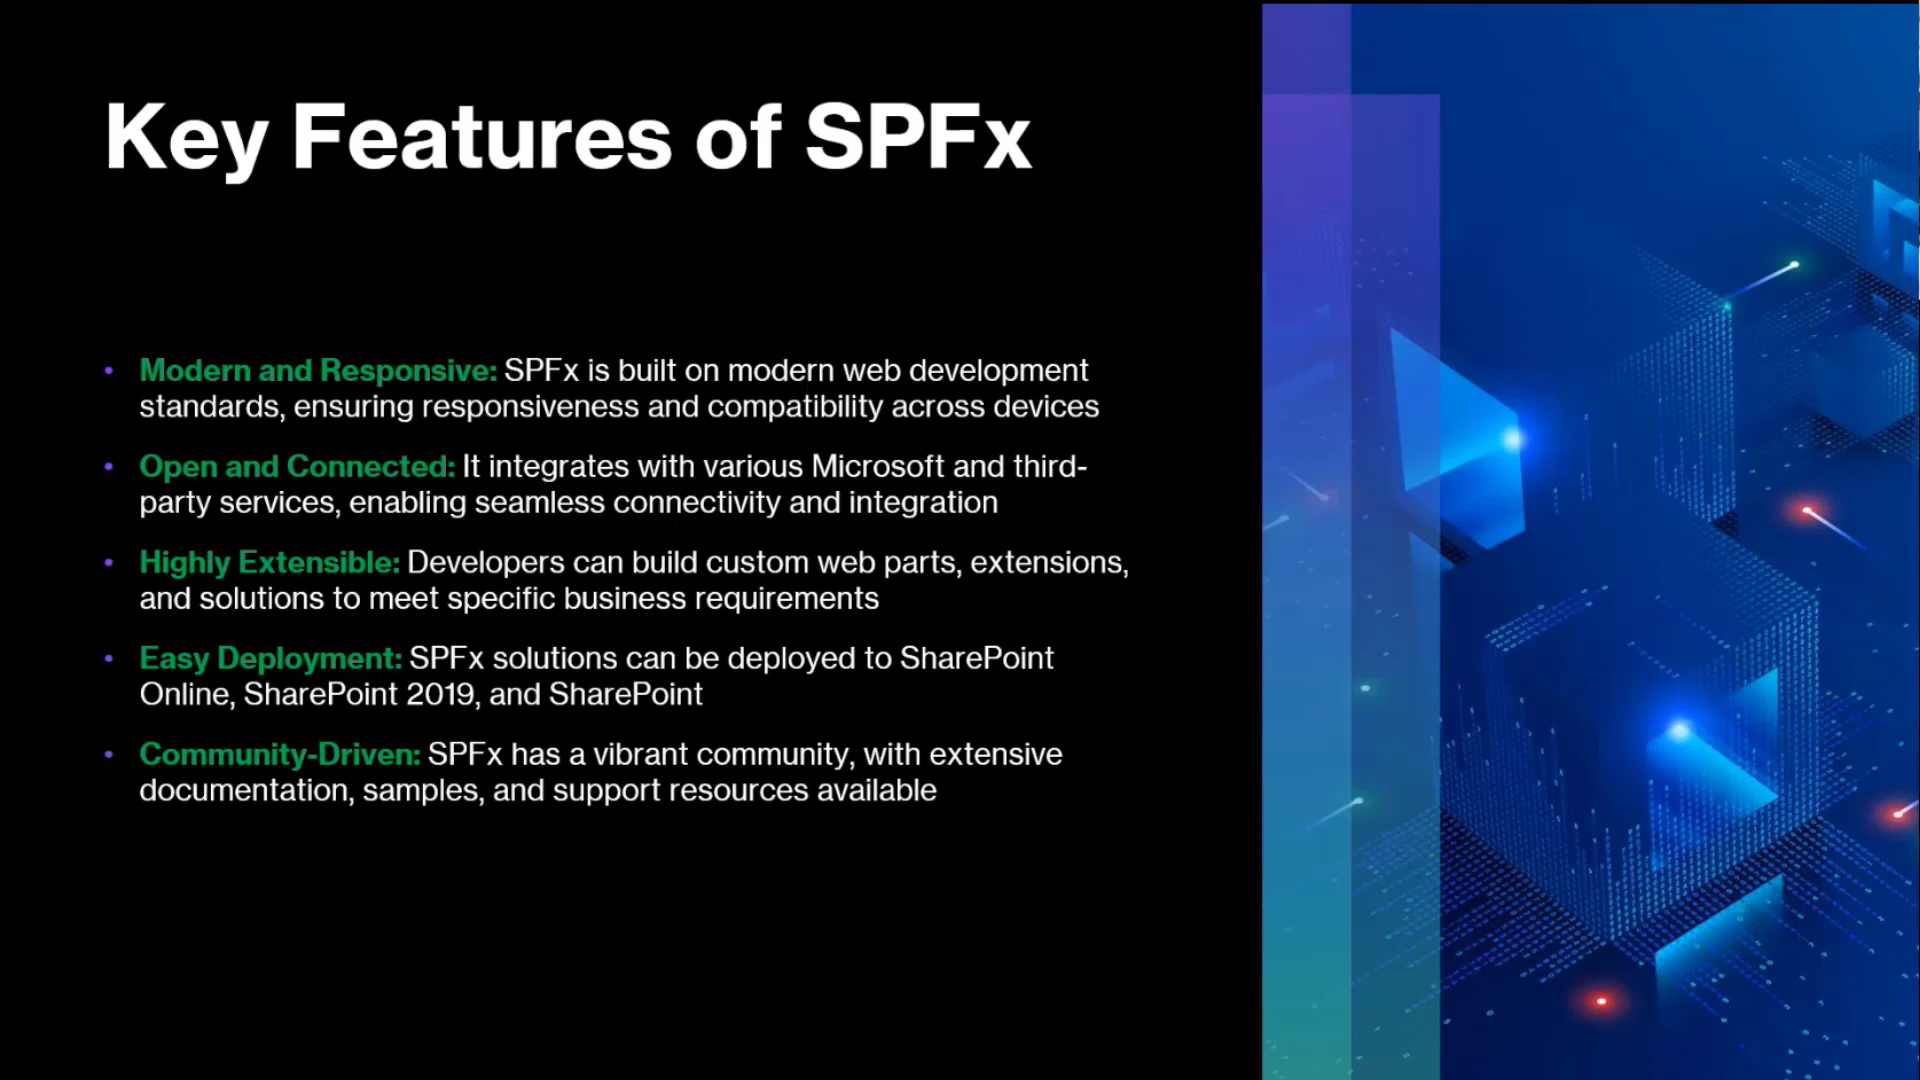 Key Features of SPFx
• Modern and Responsive: SPFx is built on modern web development
standards, ensuring responsiveness and compatibility across devices
• Open and Connected: It integrates with various Microsoft and third-
party services, enabling seamless connectivity and integration
• Highly Extensible: Developers can build custom web parts, extensions,
and solutions to meet specific business requirements
• Easy Deployment: SPFx solutions can be deployed to SharePoint
Online, SharePoint 2019, and SharePoint
• Community-Driven: SPFx has a vibrant community, with extensive
documentation, samples, and support resources available